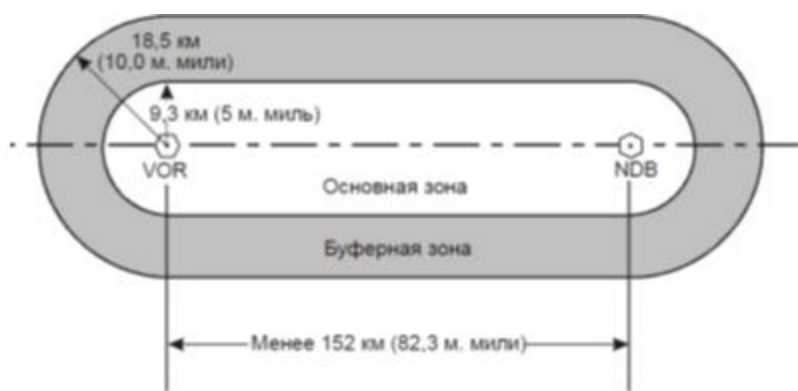 18,5 км
(10,0 м. мили)
9,3 км (5 м. миль)
VOR
NDB
Основная зона
Буферная зона
Менее 152 км (82,3 м. мили)